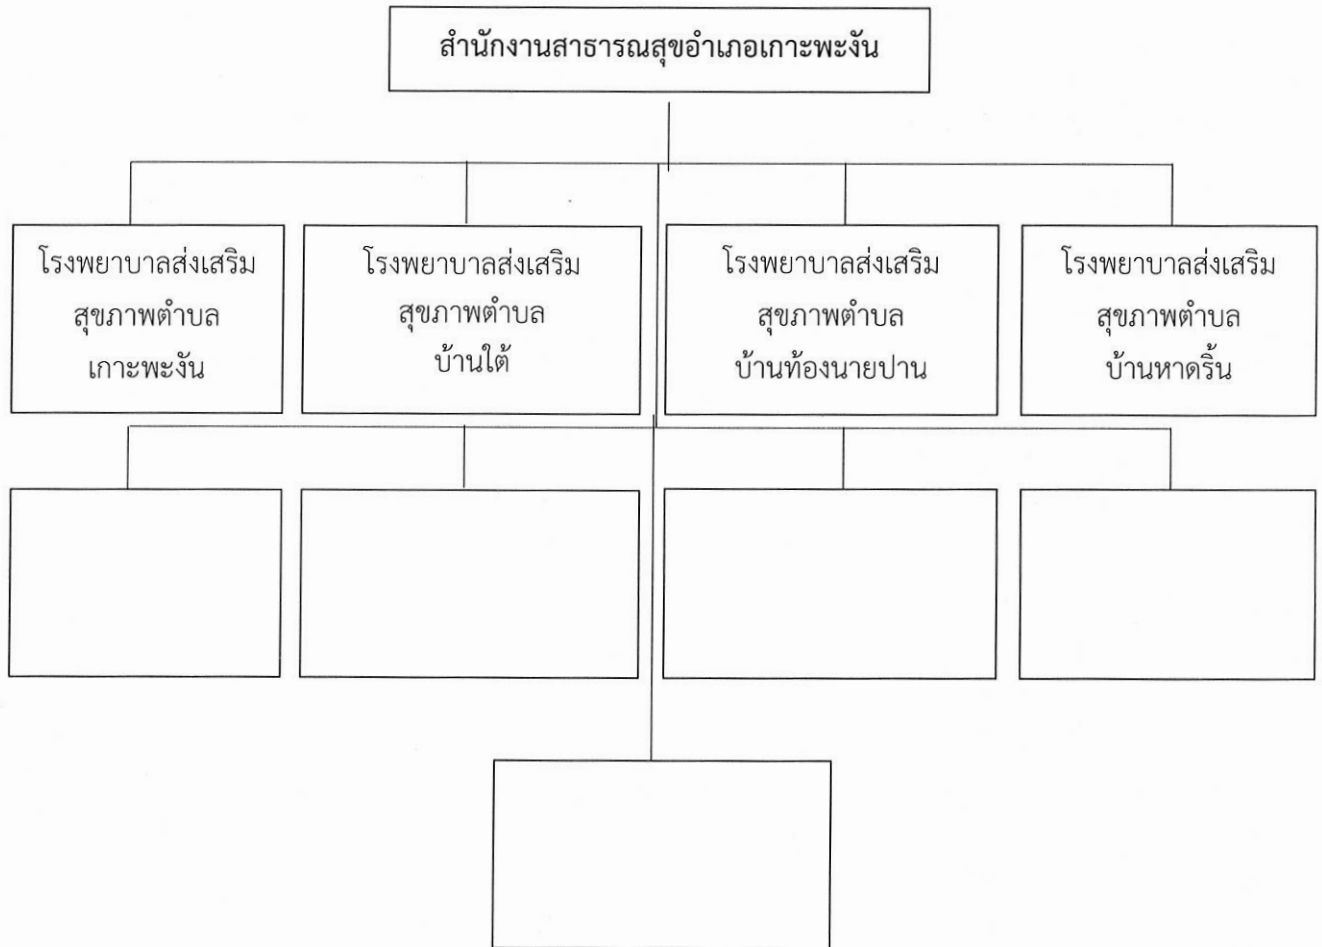 สำนักงานสาธารณสุขอำเภอเกาะพะงัน
โรงพยาบาลส่งเสริม
สุขภาพตำบล
เกาะพะงัน
โรงพยาบาลส่งเสริม
สุขภาพตำบล
บ้านใต้
โรงพยาบาลส่งเสริม
สุขภาพตำบล
บ้านท้องนายปาน
โรงพยาบาลส่งเสริม
สุขภาพตำบล
บ้านหาดริ้น